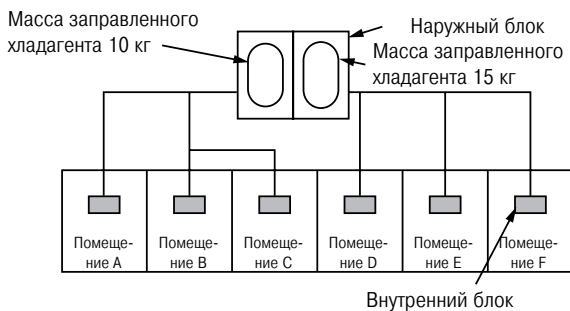 Масса заправленного
хладагента 10 кг
Наружный блок
Масса заправленного
хладагента 15 кг
Помеще-
ние A
Помеще-
ние B
Помеще-
ние C
Помеще-
ние D
Помеще-
ние E
Помеще-
ние F
Внутренний блок